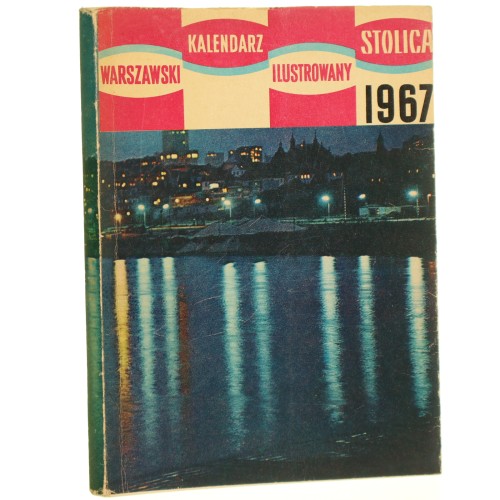 WARSZAWSKI
KALENDARZ
ILUSTROWANY
STOLICA
1967